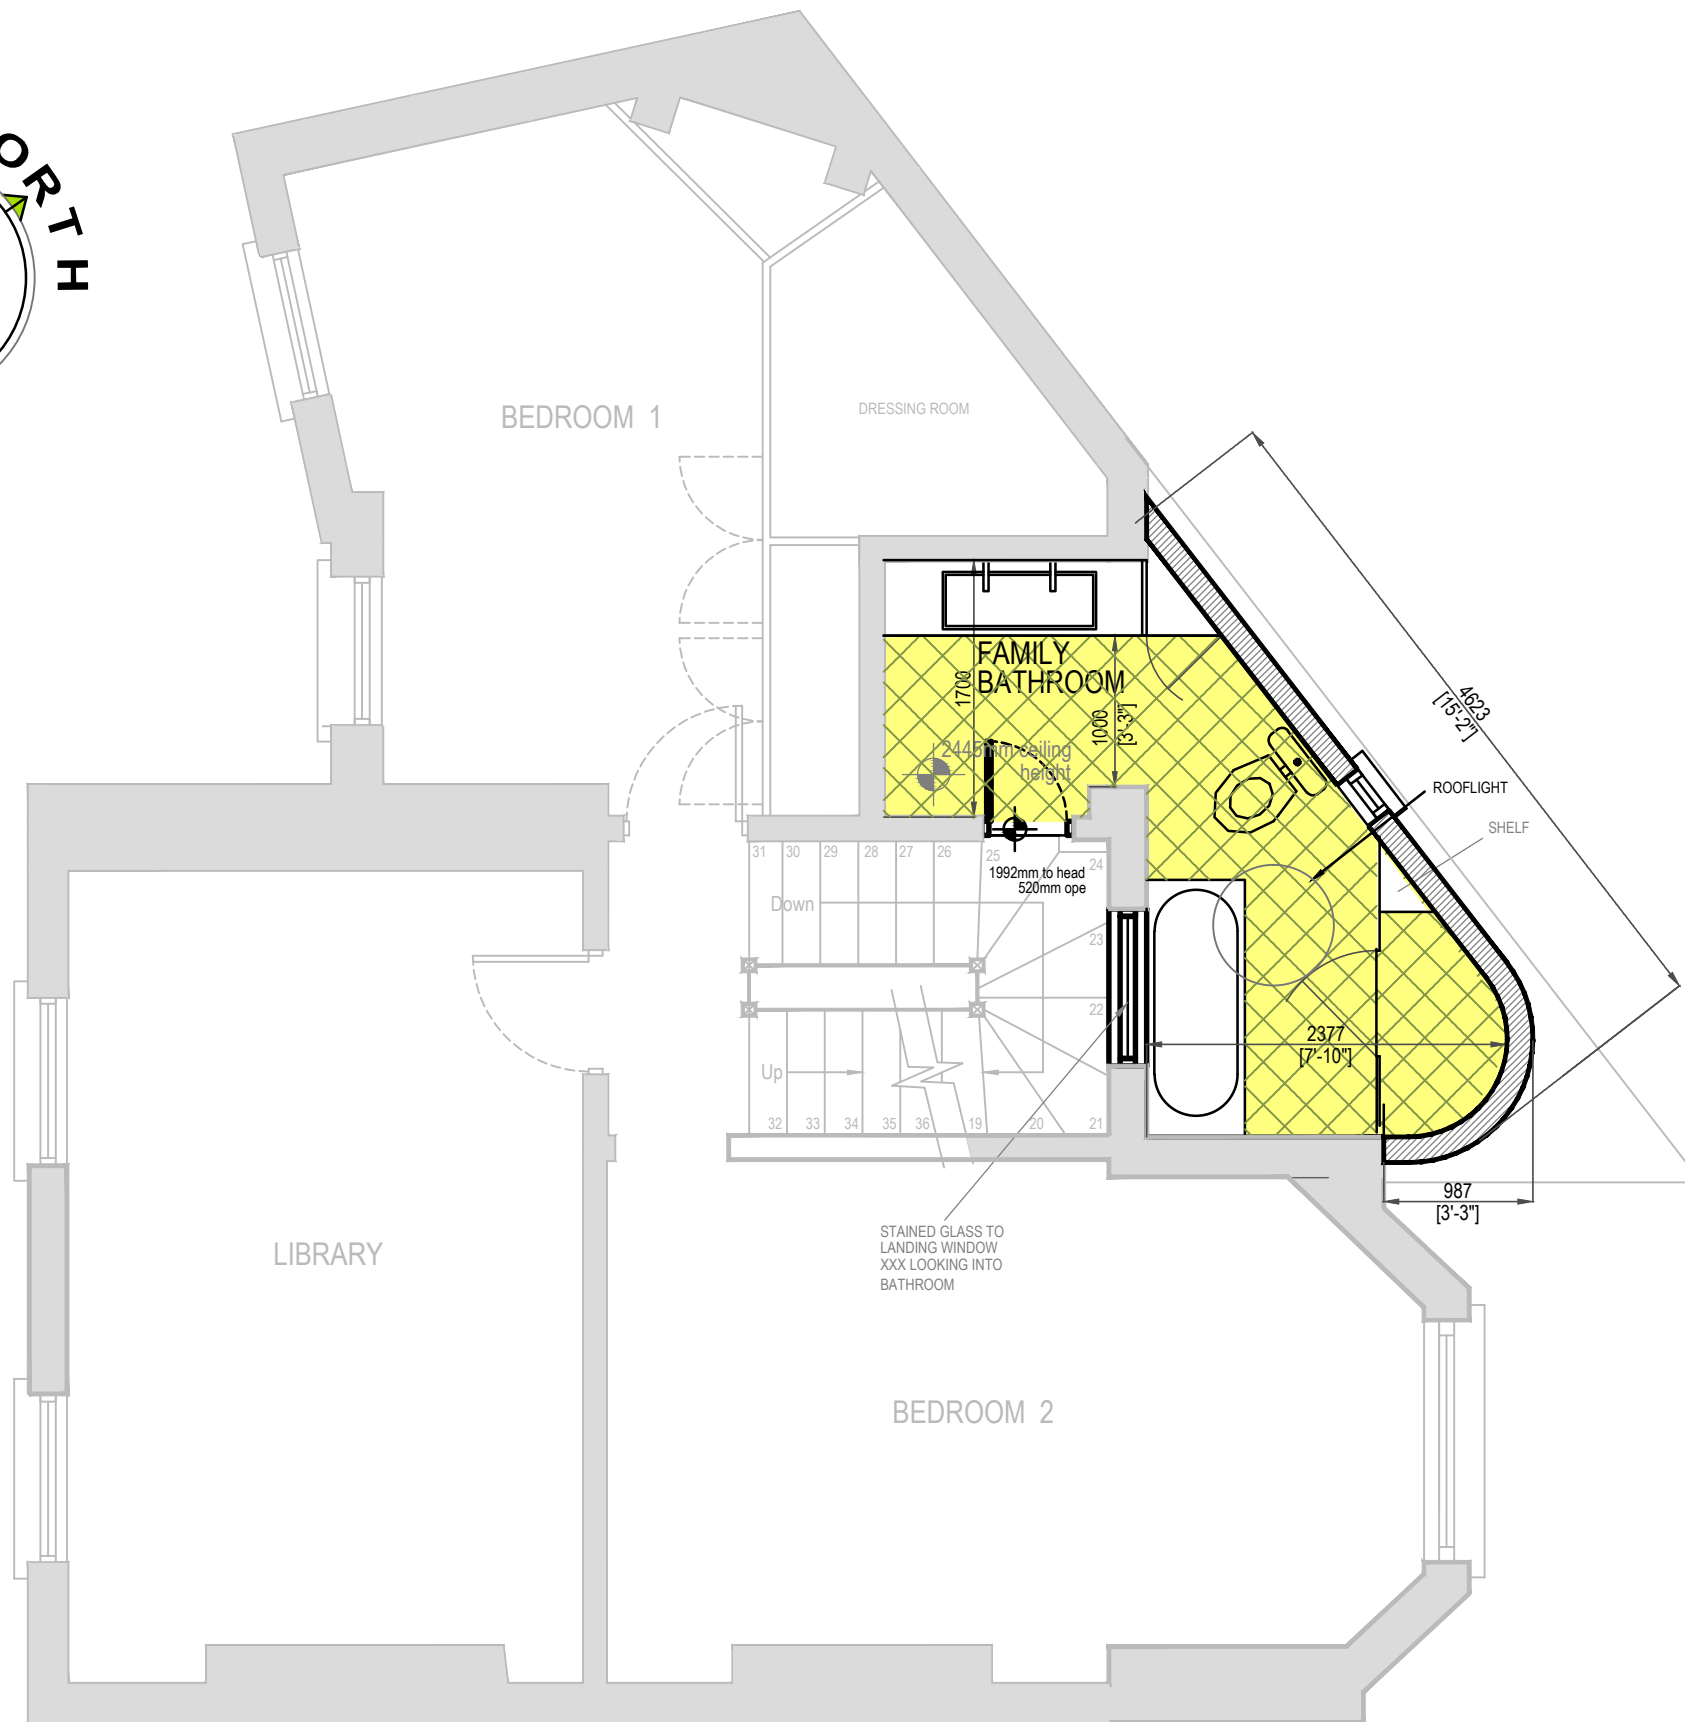 ORTH
BEDROOM 1
DRESSING ROOM
4623
[15'-2"]
FAMILY
BATHROOM
1700
1000
[3'-3"]
2445mm ceiling
height
ROOFLIGHT
SHELF
31 30 29 28 27 26 25 24
1992mm to head
520mm ope
Down
23
22
2377
[7'-10"]
Up
32 33 34 35 36 19 20 21
987
[3'-3"]
STAINED GLASS TO
LANDING WINDOW
XXX LOOKING INTO
BATHROOM
LIBRARY
BEDROOM 2